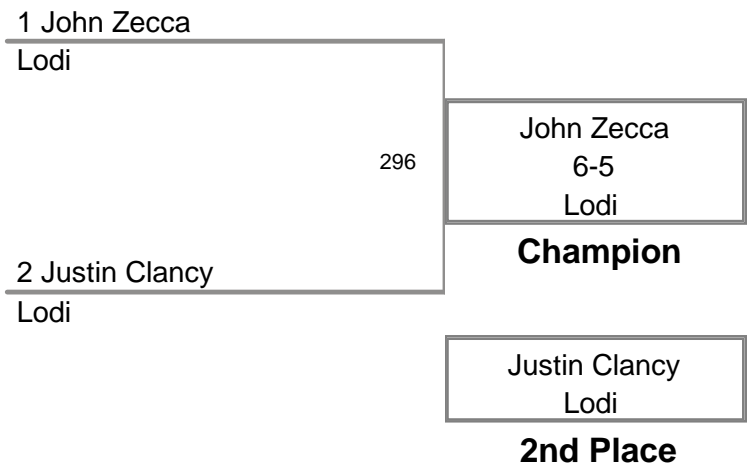 1 John Zecca
Lodi
John Zecca
296
6-5
Lodi
Champion
2 Justin Clancy
Lodi
Justin Clancy
Lodi
2nd Place